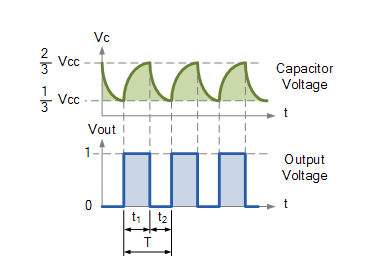 Vc
2/3 Vcc
1/3 Vcc
Capacitor
Voltage
t
Vout
1
0
Output
Voltage
t
t₁ t₂
T